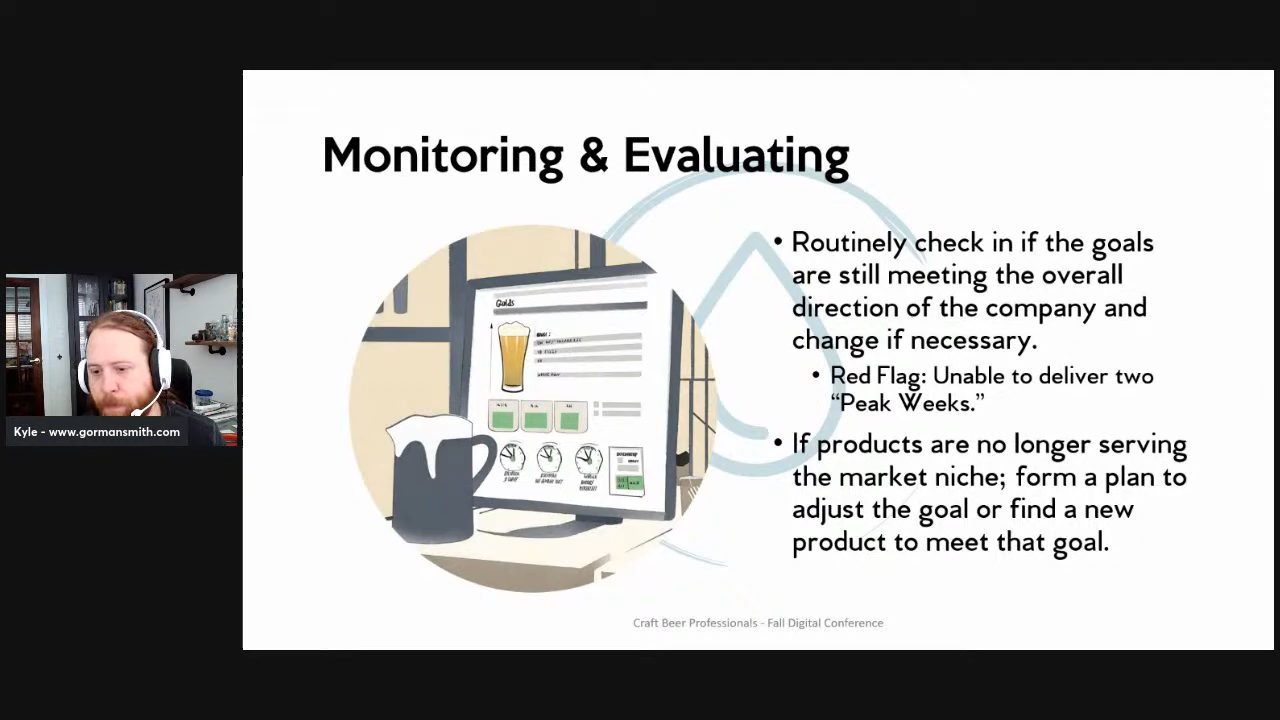 Monitoring & Evaluating
• Routinely check in if the goals
are still meeting the overall
direction of the company and
change if necessary.
• Red Flag: Unable to deliver two
“Peak Weeks.”
• If products are no longer serving
the market niche; form a plan to
adjust the goal or find a new
product to meet that goal.
Kyle - www.gormansmith.com
Craft Beer Professionals - Fall Digital Conference